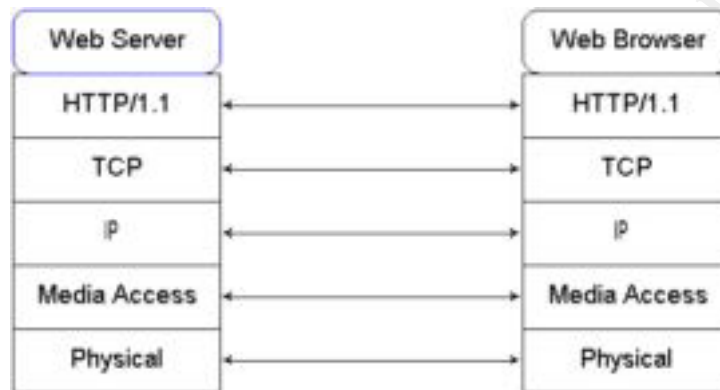 Web Server
Web Browser
HTTP/1.1
HTTP/1.1
TCP
TCP
IP
IP
Media Access
Media Access
Physical
Physical